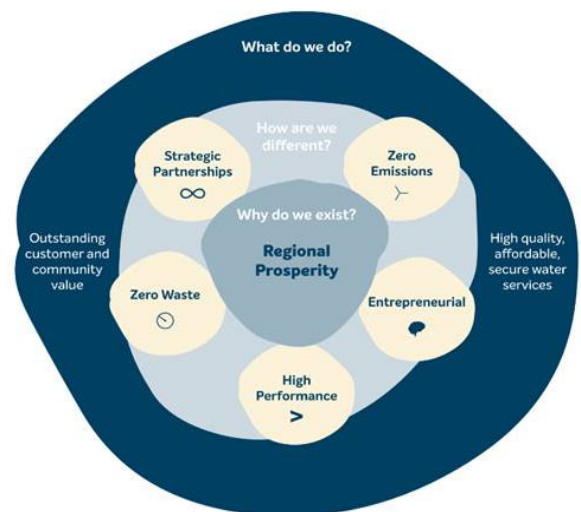 What do we do?
How are we
different?
Strategic
Partnerships
Zero
Emissions
Why do we exist?
Regional
Prosperity
Outstanding
customer and
community
value
High quality,
affordable,
secure water
services
Zero Waste
Entrepreneurial
High
Performance
>